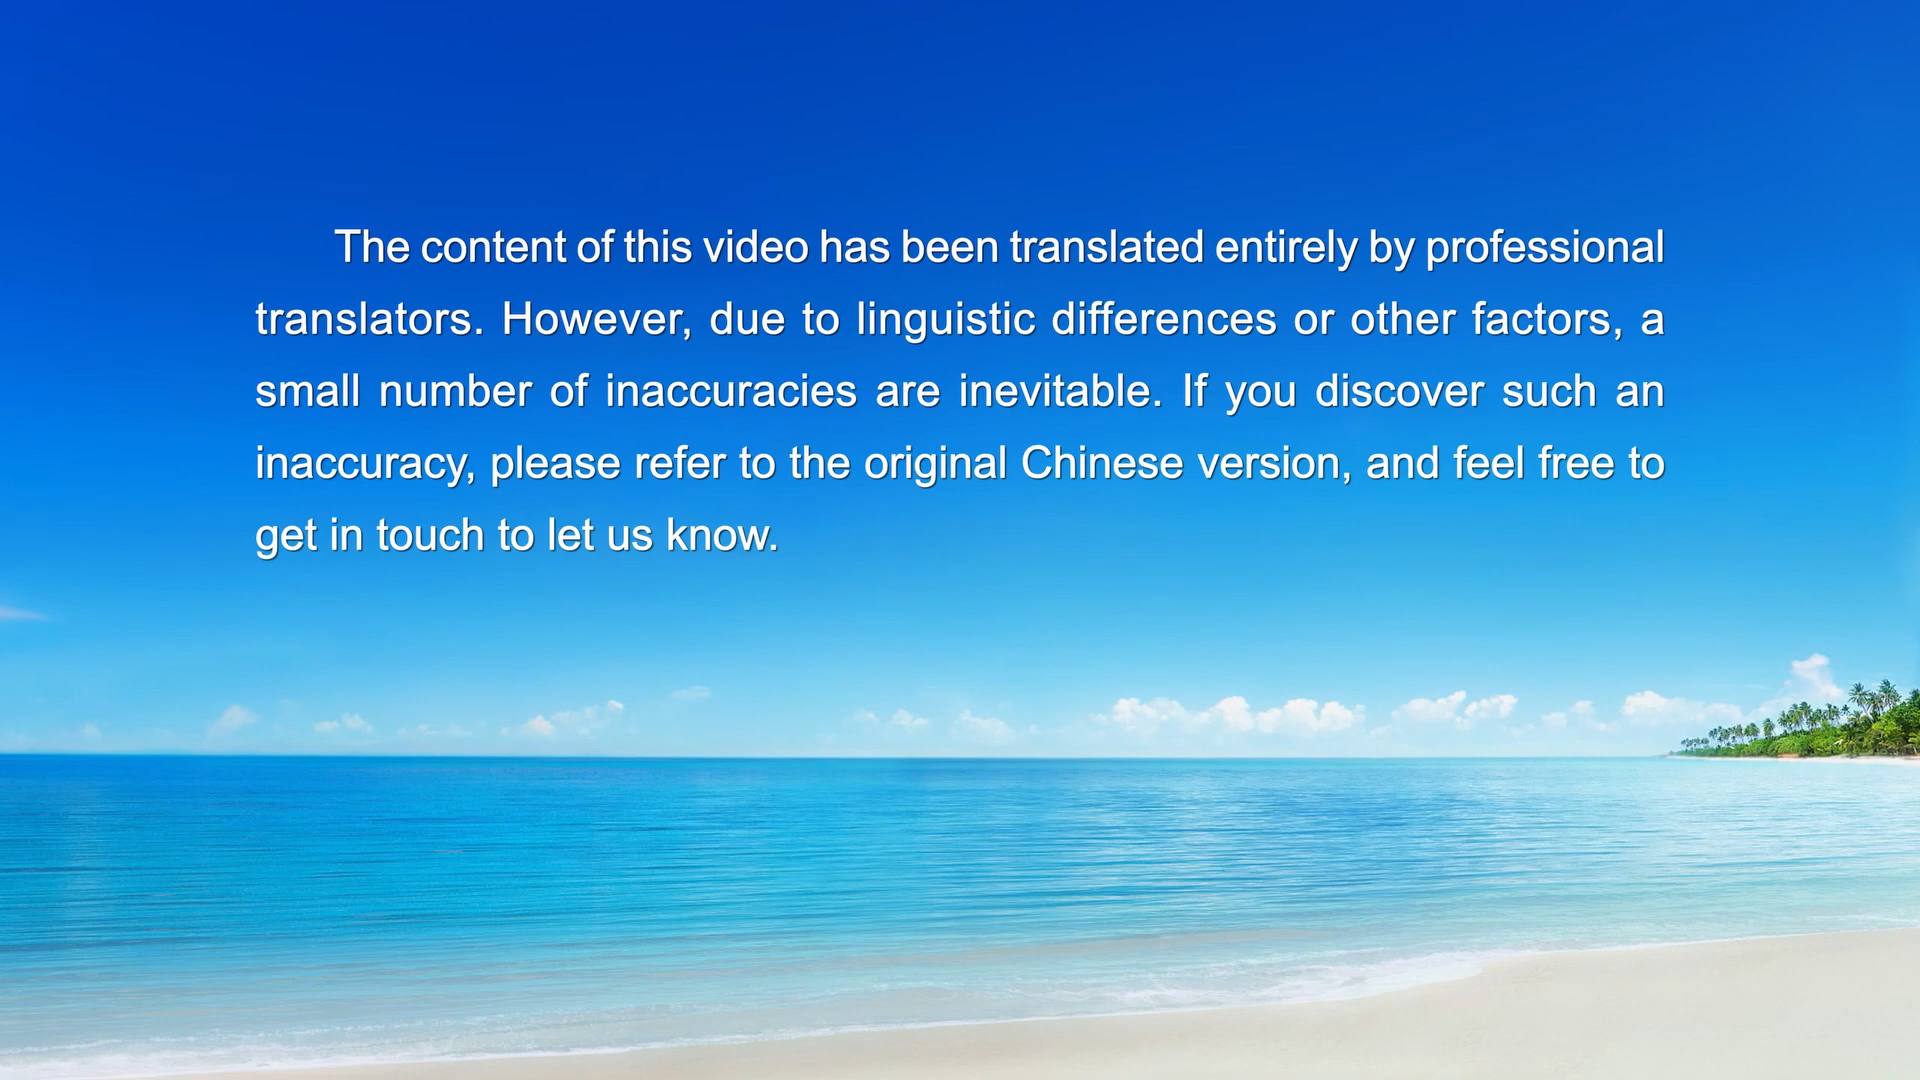 The content of this video has been translated entirely by professional
translators. However, due to linguistic differences or other factors, a
small number of inaccuracies are inevitable. If you discover such an
inaccuracy, please refer to the original Chinese version, and feel free to
get in touch to let us know.